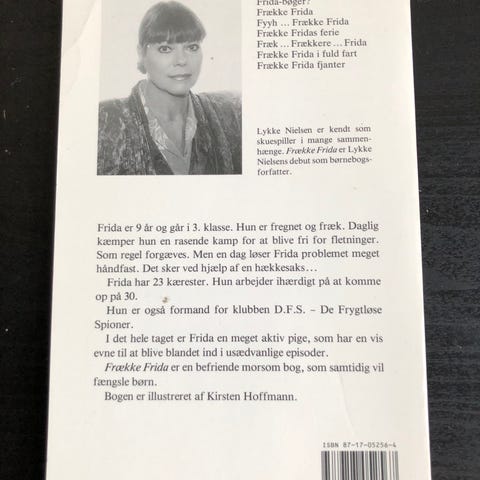 Frida-bøger?
Frække Frida
Fyyh ... Frække Frida
Frække Fridas ferie
Fræk ... Frækkere ... Frida
Frække Frida i fuld fart
Frække Frida fjanter
Lykke Nielsen er kendt som
skuespiller i mange sammen-
hænge. Frække Frida er Lykke
Nielsens debut som børnebogs-
forfatter.
Frida er 9 år og går i 3. klasse. Hun er fregnet og fræk. Daglig
kæmper hun en rasende kamp for at blive fri for fletninger.
Som regel forgæves. Men en dag løser Frida problemet meget
håndfast. Det sker ved hjælp af en hækkesaks...
Frida har 23 kærester. Hun arbejder ihærdigt på at komme
op på 30.
Hun er også formand for klubben D.F.S. – De Frygtløse
Spioner.
I det hele taget er Frida en meget aktiv pige, som har en vis
evne til at blive blandet ind i usædvanlige episoder.
Frække Frida er en befriende morsom bog, som samtidig vil
fængsle børn.
Bogen er illustreret af Kirsten Hoffmann.
ISBN 87-17-05256-4